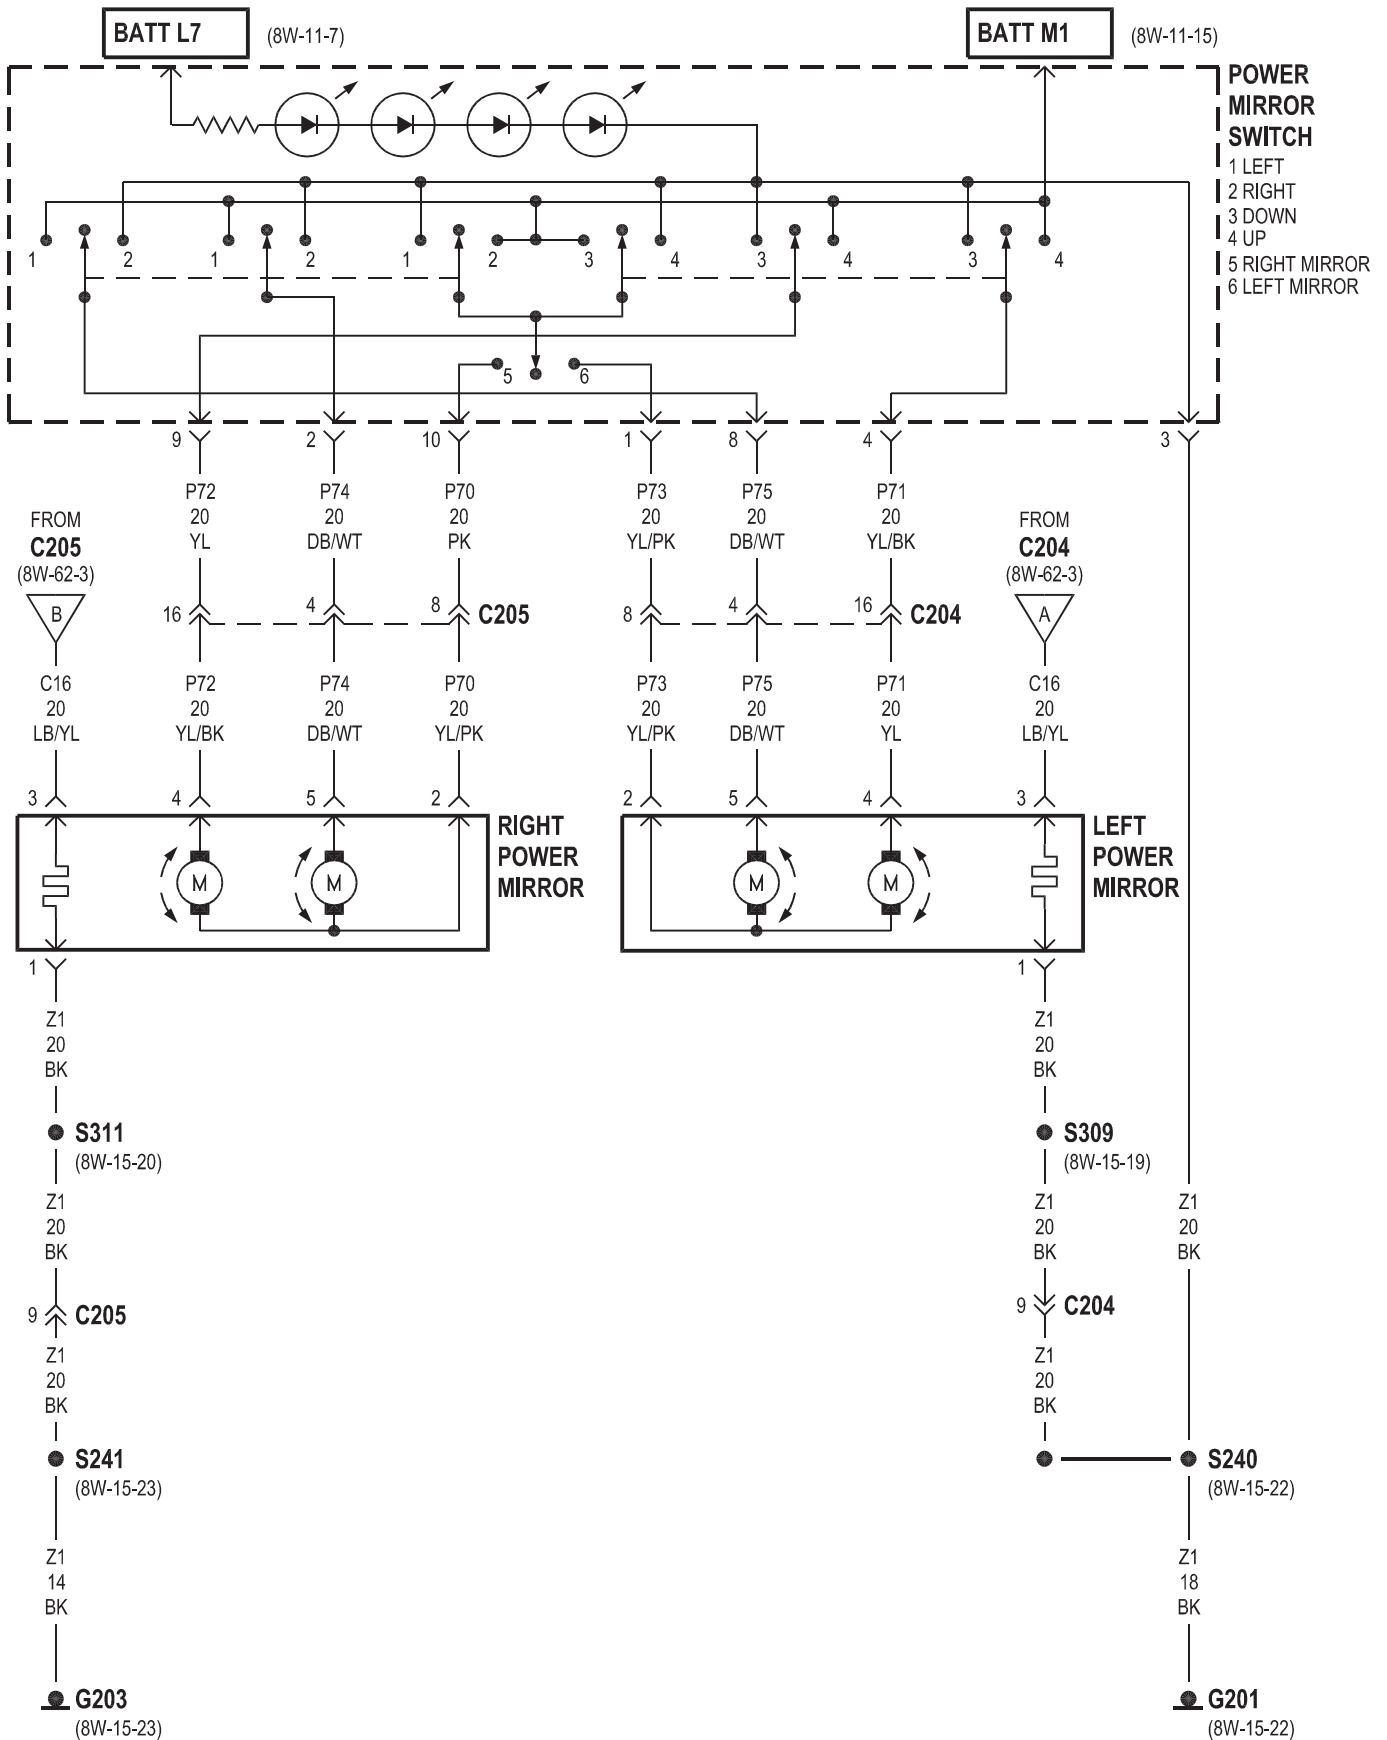 BATT L7 (8W-11-7) BATT M1 (8W-11-15)
POWER
MIRROR
SWITCH
1 LEFT
2 RIGHT
3 DOWN
4 UP
5 RIGHT MIRROR
6 LEFT MIRROR
1 2 1 2 1 2 3 4 3 4 3 4
5 6
9 2 10 1 8 4 3
P72 P74 P70 P73 P75 P71
20 20 20 20 20 20
YL DB/WT PK YL/PK DB/WT YL/BK
FROM
C205
(8W-62-3)
B
FROM
C204
(8W-62-3)
A
16 4 8 C205 8 4 16 C204
C16 P72 P74 P70 P73 P75 P71 C16
20 20 20 20 20 20 20 20
LB/YL YL/BK DB/WT YL/PK YL/PK DB/WT YL LB/YL
3 4 5 2 2 5 4 3
RIGHT
POWER
MIRROR
LEFT
POWER
MIRROR
M M M M
1 1
Z1 Z1
20 20
BK BK
S311 S309
(8W-15-20) (8W-15-19)
Z1 Z1 Z1
20 20 20
BK BK BK
9 C205 9 C204
Z1 Z1
20 20
BK BK
S241 S240
(8W-15-23) (8W-15-22)
Z1 Z1
14 18
BK BK
G203 G201
(8W-15-23) (8W-15-22)